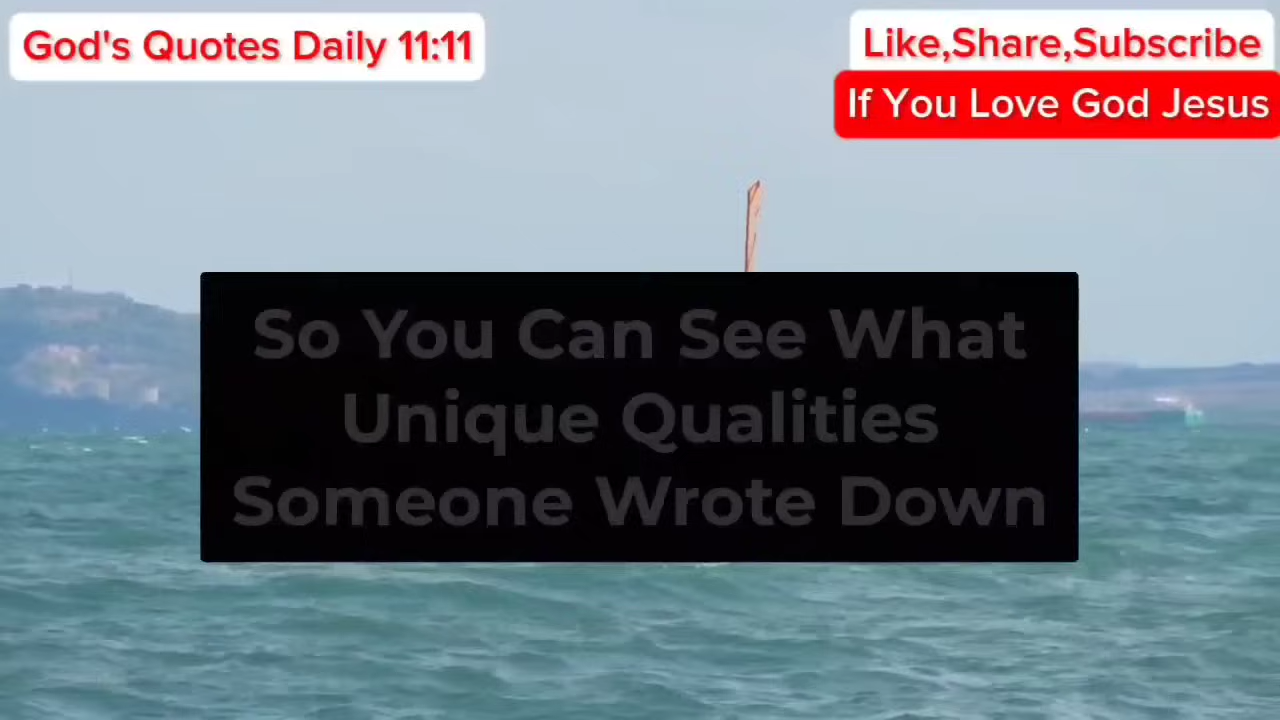 God's Quotes Daily 11:11
Like,Share,Subscribe
If You Love God Jesus
So You Can See What
Unique Qualities
Someone Wrote Down